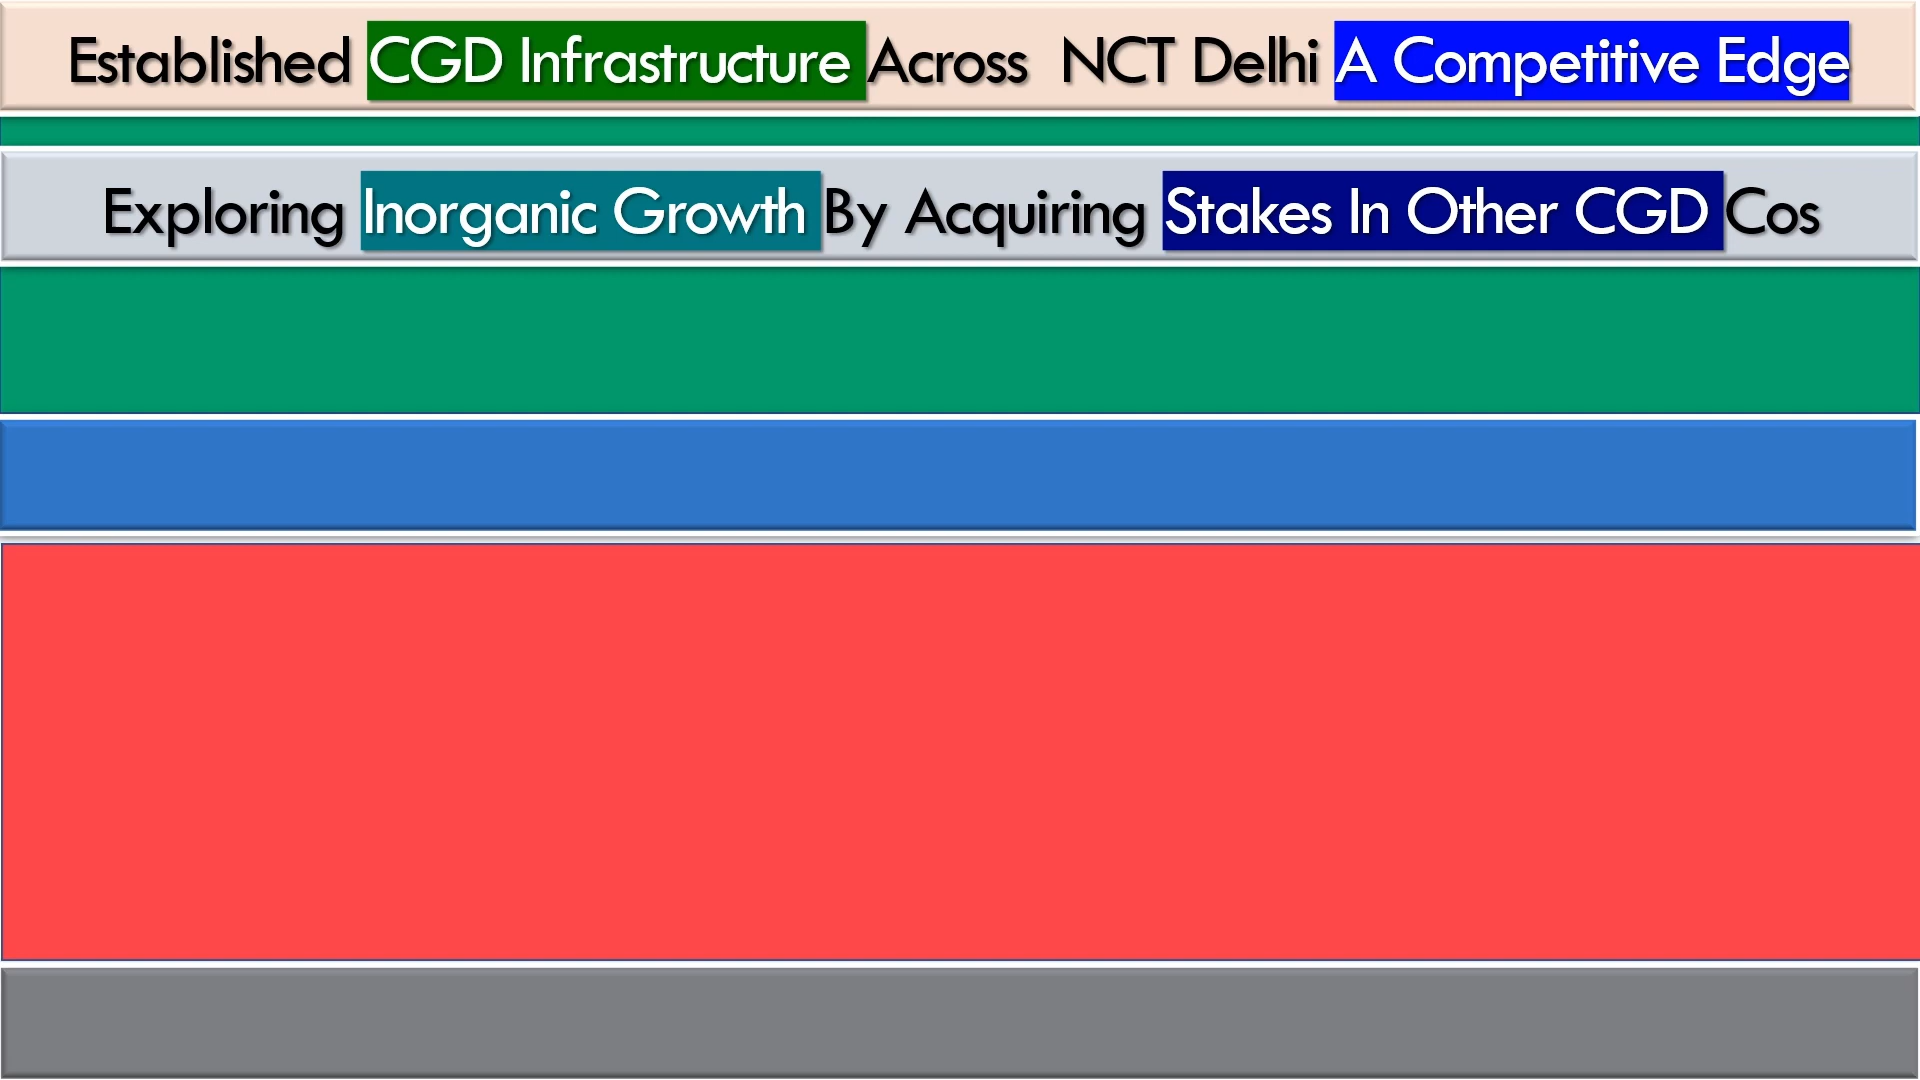 Established CGD Infrastructure Across NCT Delhi A Competitive Edge
Exploring Inorganic Growth By Acquiring Stakes In Other CGD Cos